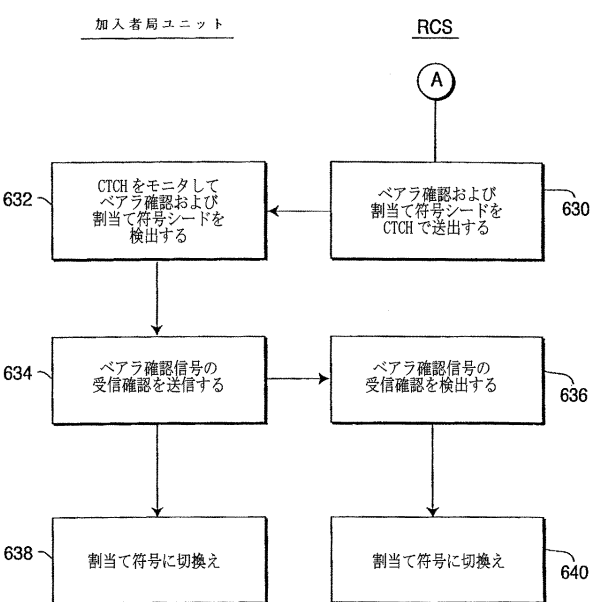 加入者局ユニット
RCS
A
632
CTCHをモニタして
ベアラ確認および
割当て符号シードを
検出する
ベアラ確認および
割当て符号シードを
CTCHで送出する
630
634
ベアラ確認信号の
受信確認を送信する
ベアラ確認信号の
受信確認を検出する
636
638
割当て符号に切換え
割当て符号に切換え
640